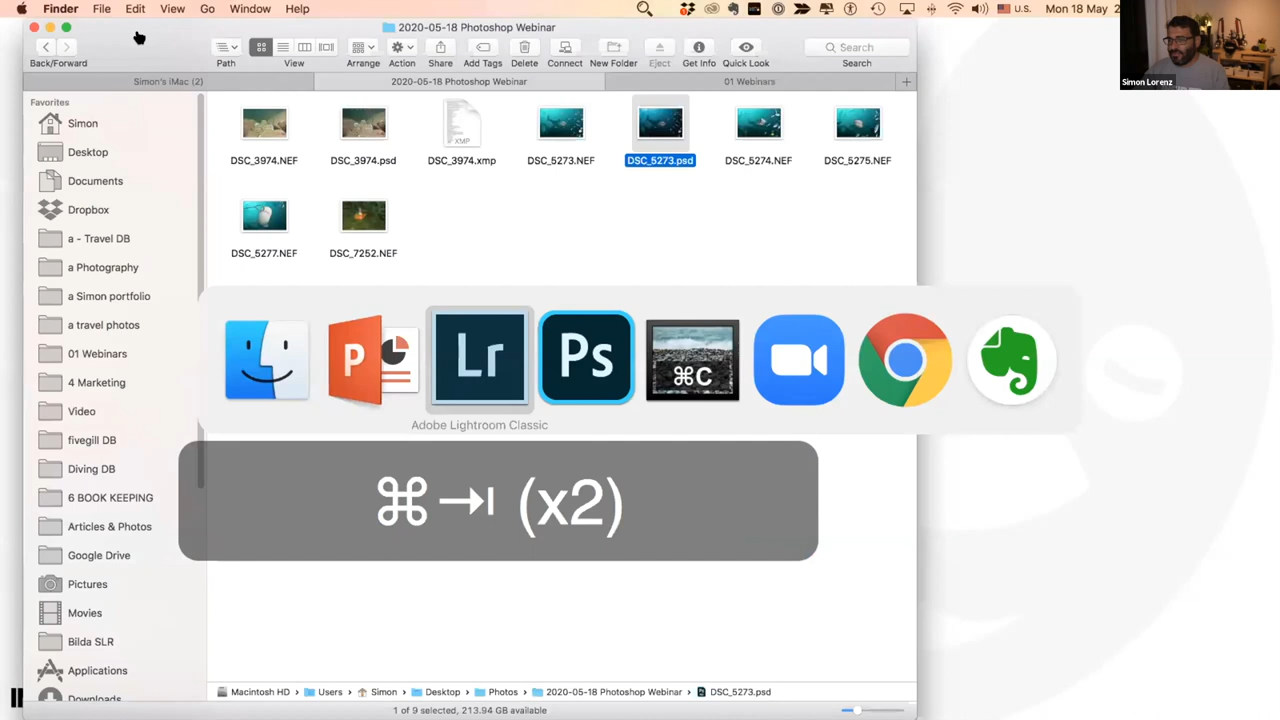 Finder File Edit View Go Window Help U.S. Mon 18 May 2
2020-05-18 Photoshop Webinar
Back/Forward Path View Arrange Action Share Add Tags Delete Connect New Folder Eject Get Info Quick Look Search
Search
Simon Lorenz
Simon's iMac (2) 2020-05-18 Photoshop Webinar 01 Webinars
Favorites
Simon
Desktop
Documents
Dropbox
a - Travel DB
a Photography
a Simon portfolio
a travel photos
01 Webinars
4 Marketing
Video
fivegill DB
Diving DB
6 BOOK KEEPING
Articles & Photos
Google Drive
Pictures
Movies
Bilda SLR
Applications
Downloads
XMP
DSC_3974.NEF DSC_3974.psd DSC_3974.xmp DSC_5273.NEF DSC_5273.psd DSC_5274.NEF DSC_5275.NEF
DSC_5277.NEF DSC_7252.NEF
P Lr Ps ⌘C
Adobe Lightroom Classic
⌘⇥ (x2)
Macintosh HD › Users › Simon › Desktop › Photos › 2020-05-18 Photoshop Webinar › DSC_5273.psd
1 of 9 selected, 213.94 GB available